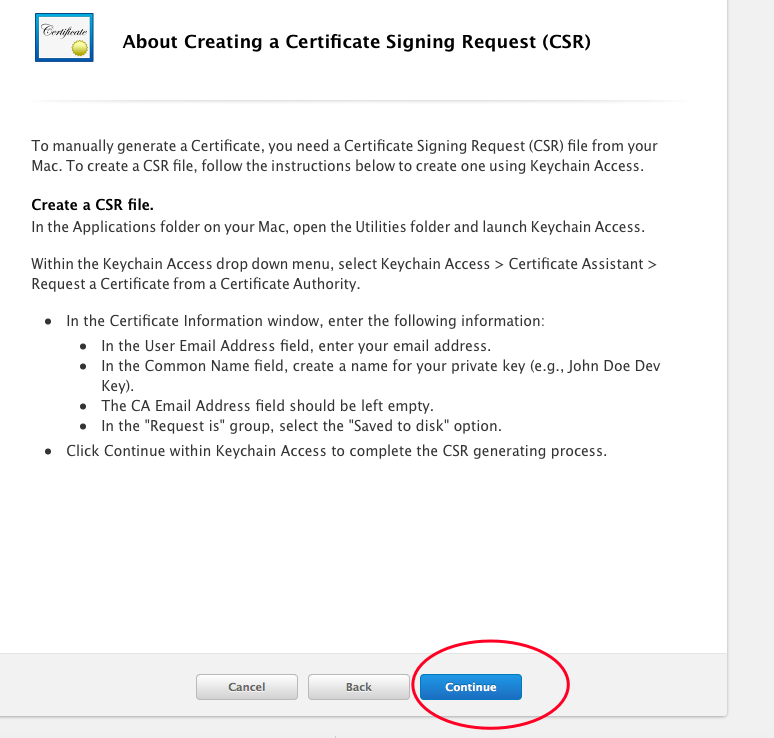 Certificate
About Creating a Certificate Signing Request (CSR)
To manually generate a Certificate, you need a Certificate Signing Request (CSR) file from your
Mac. To create a CSR file, follow the instructions below to create one using Keychain Access.
Create a CSR file.
In the Applications folder on your Mac, open the Utilities folder and launch Keychain Access.
Within the Keychain Access drop down menu, select Keychain Access > Certificate Assistant >
Request a Certificate from a Certificate Authority.
• In the Certificate Information window, enter the following information:
• In the User Email Address field, enter your email address.
• In the Common Name field, create a name for your private key (e.g., John Doe Dev
Key).
• The CA Email Address field should be left empty.
• In the "Request is" group, select the "Saved to disk" option.
• Click Continue within Keychain Access to complete the CSR generating process.
Cancel Back Continue